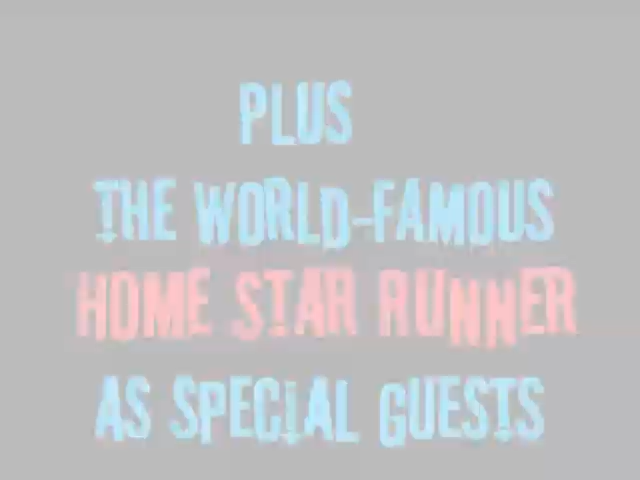 PLUS
THE WORLD-FAMOUS
HOME STAR RUNNER
AS SPECIAL GUESTS